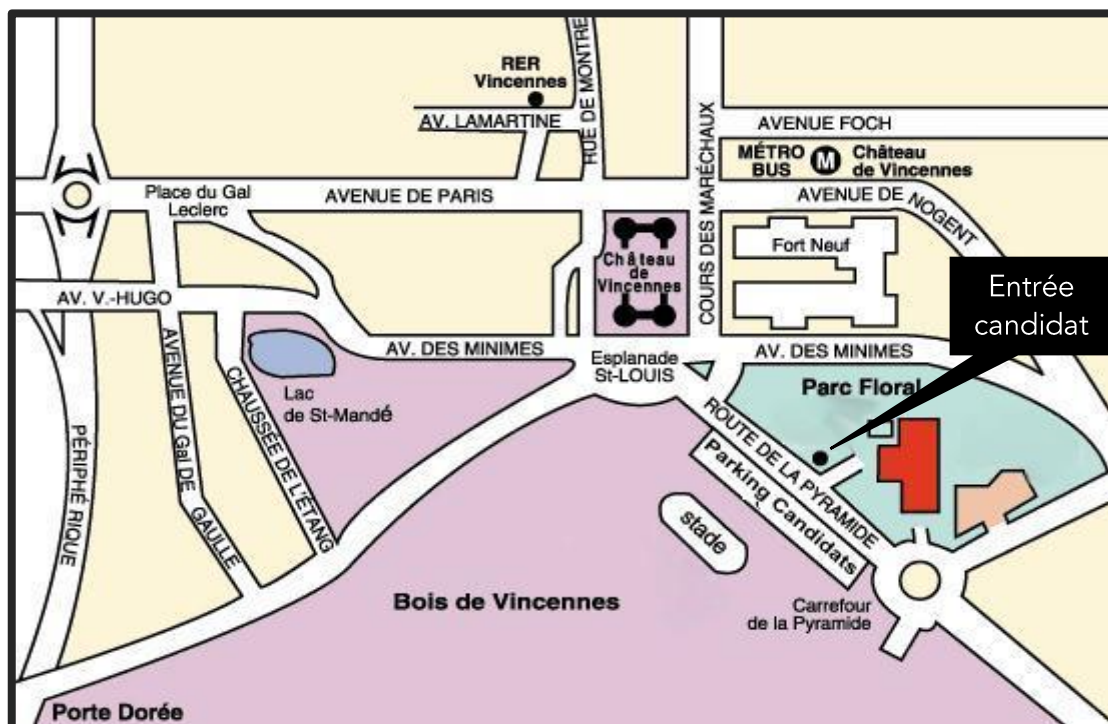 RER
Vincennes
RUE DE MONTRE
AV. LAMARTINE
COURS DES MARÉCHAUX
AVENUE FOCH
MÉTRO
BUS
M
Château
de Vincennes
Place du Gal
Leclerc
AVENUE DE PARIS
AVENUE DE NOGENT
Fort Neuf
Château
de
Vincennes
AV. V.-HUGO
Entrée
candidat
AV. DES MINIMES
Esplanade
St-LOUIS
AV. DES MINIMES
Parc Floral
Lac
de St-Mandé
AVENUE DU Gal DE
GAULLE
CHAUSSÉE DE L'ÉTANG
PÉRIPHÉ RIQUE
ROUTE DE LA PYRAMIDE
Parking Candidats
stade
Bois de Vincennes
Carrefour
de la Pyramide
Porte Dorée